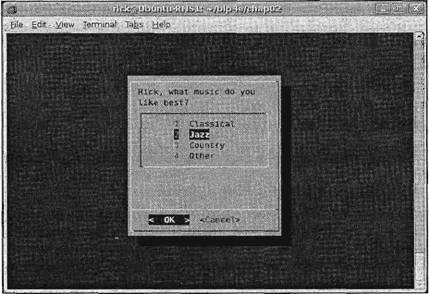 rick@Ubuntu-RNS1: ~/blp4e/chap02
File Edit View Terminal Tabs Help
Rick, what music do you
like best?
1 Classical
2 Jazz
3 Country
4 Other
< OK > <Cancel>